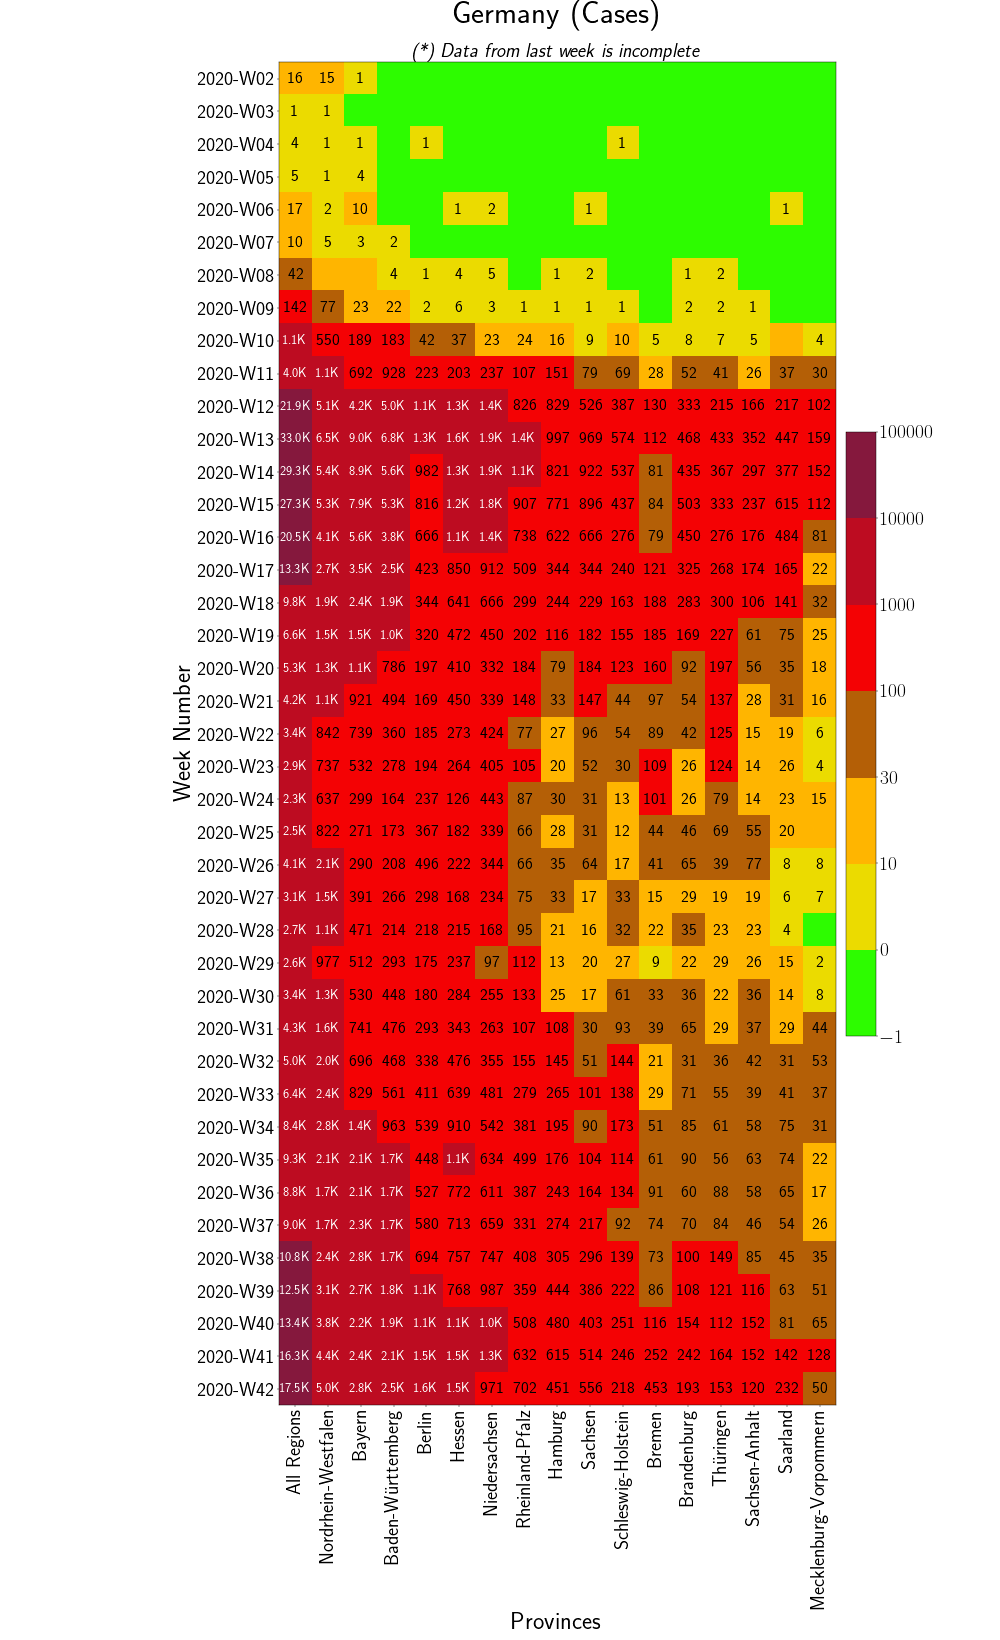 Germany (Cases)
(*) Data from last week is incomplete
2020-W02 16 15 1
2020-W03 1 1
2020-W04 4 1 1 1 1
2020-W05 5 1 4
2020-W06 17 2 10 1 2 1 1
2020-W07 10 5 3 2
2020-W08 42 4 1 4 5 1 2 1 2
2020-W09 142 77 23 22 2 6 3 1 1 1 1 2 2 1
2020-W10 1.1K 550 189 183 42 37 23 24 16 9 10 5 8 7 5 4
2020-W11 4.0K 1.1K 692 928 223 203 237 107 151 79 69 28 52 41 26 37 30
2020-W12 21.9K 5.1K 4.2K 5.0K 1.1K 1.3K 1.4K 826 829 526 387 130 333 215 166 217 102
2020-W13 33.0K 6.5K 9.0K 6.8K 1.3K 1.6K 1.9K 1.4K 997 969 574 112 468 433 352 447 159
2020-W14 29.3K 5.4K 8.9K 5.6K 982 1.3K 1.9K 1.1K 821 922 537 81 435 367 297 377 152
2020-W15 27.3K 5.3K 7.9K 5.3K 816 1.2K 1.8K 907 771 896 437 84 503 333 237 615 112
2020-W16 20.5K 4.1K 5.6K 3.8K 666 1.1K 1.4K 738 622 666 276 79 450 276 176 484 81
2020-W17 13.3K 2.7K 3.5K 2.5K 423 850 912 509 344 344 240 121 325 268 174 165 22
2020-W18 9.8K 1.9K 2.4K 1.9K 344 641 666 299 244 229 163 188 283 300 106 141 32
2020-W19 6.6K 1.5K 1.5K 1.0K 320 472 450 202 116 182 155 185 169 227 61 75 25
2020-W20 5.3K 1.3K 1.1K 786 197 410 332 184 79 184 123 160 92 197 56 35 18
2020-W21 4.2K 1.1K 921 494 169 450 339 148 33 147 44 97 54 137 28 31 16
2020-W22 3.4K 842 739 360 185 273 424 77 27 96 54 89 42 125 15 19 6
2020-W23 2.9K 737 532 278 194 264 405 105 20 52 30 109 26 124 14 26 4
2020-W24 2.3K 637 299 164 237 126 443 87 30 31 13 101 26 79 14 23 15
2020-W25 2.5K 822 271 173 367 182 339 66 28 31 12 44 46 69 55 20
2020-W26 4.1K 2.1K 290 208 496 222 344 66 35 64 17 41 65 39 77 8 8
2020-W27 3.1K 1.5K 391 266 298 168 234 75 33 17 33 15 29 19 19 6 7
2020-W28 2.7K 1.1K 471 214 218 215 168 95 21 16 32 22 35 23 23 4
2020-W29 2.6K 977 512 293 175 237 97 112 13 20 27 9 22 29 26 15 2
2020-W30 3.4K 1.3K 530 448 180 284 255 133 25 17 61 33 36 22 36 14 8
2020-W31 4.3K 1.6K 741 476 293 343 263 107 108 30 93 39 65 29 37 29 44
2020-W32 5.0K 2.0K 696 468 338 476 355 155 145 51 144 21 31 36 42 31 53
2020-W33 6.4K 2.4K 829 561 411 639 481 279 265 101 138 29 71 55 39 41 37
2020-W34 8.4K 2.8K 1.4K 963 539 910 542 381 195 90 173 51 85 61 58 75 31
2020-W35 9.3K 2.1K 2.1K 1.7K 448 1.1K 634 499 176 104 114 61 90 56 63 74 22
2020-W36 8.8K 1.7K 2.1K 1.7K 527 772 611 387 243 164 134 91 60 88 58 65 17
2020-W37 9.0K 1.7K 2.3K 1.7K 580 713 659 331 274 217 92 74 70 84 46 54 26
2020-W38 10.8K 2.4K 2.8K 1.7K 694 757 747 408 305 296 139 73 100 149 85 45 35
2020-W39 12.5K 3.1K 2.7K 1.8K 1.1K 768 987 359 444 386 222 86 108 121 116 63 51
2020-W40 13.4K 3.8K 2.2K 1.9K 1.1K 1.1K 1.0K 508 480 403 251 116 154 112 152 81 65
2020-W41 16.3K 4.4K 2.4K 2.1K 1.5K 1.5K 1.3K 632 615 514 246 252 242 164 152 142 128
2020-W42 17.5K 5.0K 2.8K 2.5K 1.6K 1.5K 971 702 451 556 218 453 193 153 120 232 50
Week Number
All Regions
Nordrhein-Westfalen
Bayern
Baden-Württemberg
Berlin
Hessen
Niedersachsen
Rheinland-Pfalz
Hamburg
Sachsen
Schleswig-Holstein
Bremen
Brandenburg
Thüringen
Sachsen-Anhalt
Saarland
Mecklenburg-Vorpommern
Provinces
100000
10000
1000
100
30
10
0
−1